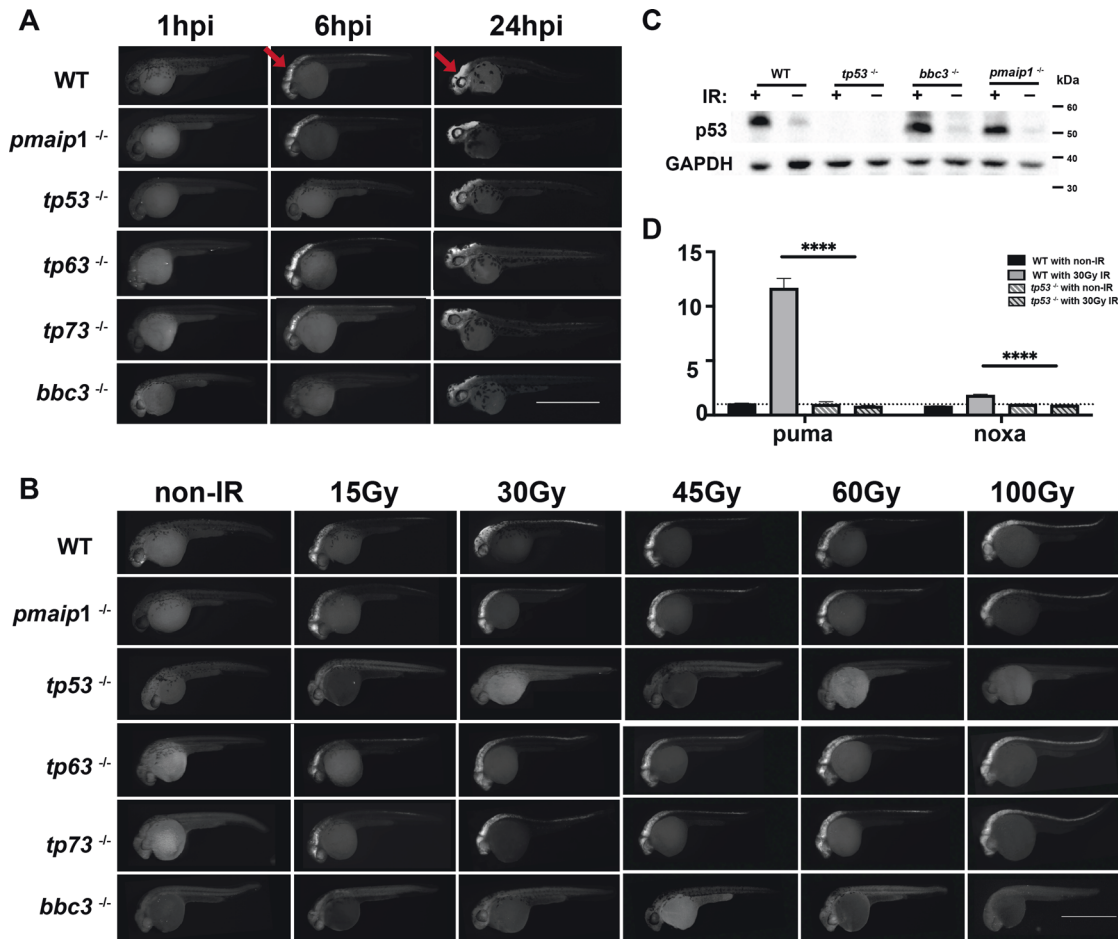 A
1hpi 6hpi 24hpi
WT
pmaip1 -/-
tp53 -/-
tp63 -/-
tp73 -/-
bbc3 -/-
C
WT tp53 -/- bbc3 -/- pmaip1 -/- kDa
IR: + − + − + − + −
60
p53 50
GAPDH 40
30
D
15
10
5
0
**** ****
WT with non-IR
WT with 30Gy IR
tp53 -/- with non-IR
tp53 -/- with 30Gy IR
puma noxa
B
non-IR 15Gy 30Gy 45Gy 60Gy 100Gy
WT
pmaip1 -/-
tp53 -/-
tp63 -/-
tp73 -/-
bbc3 -/-